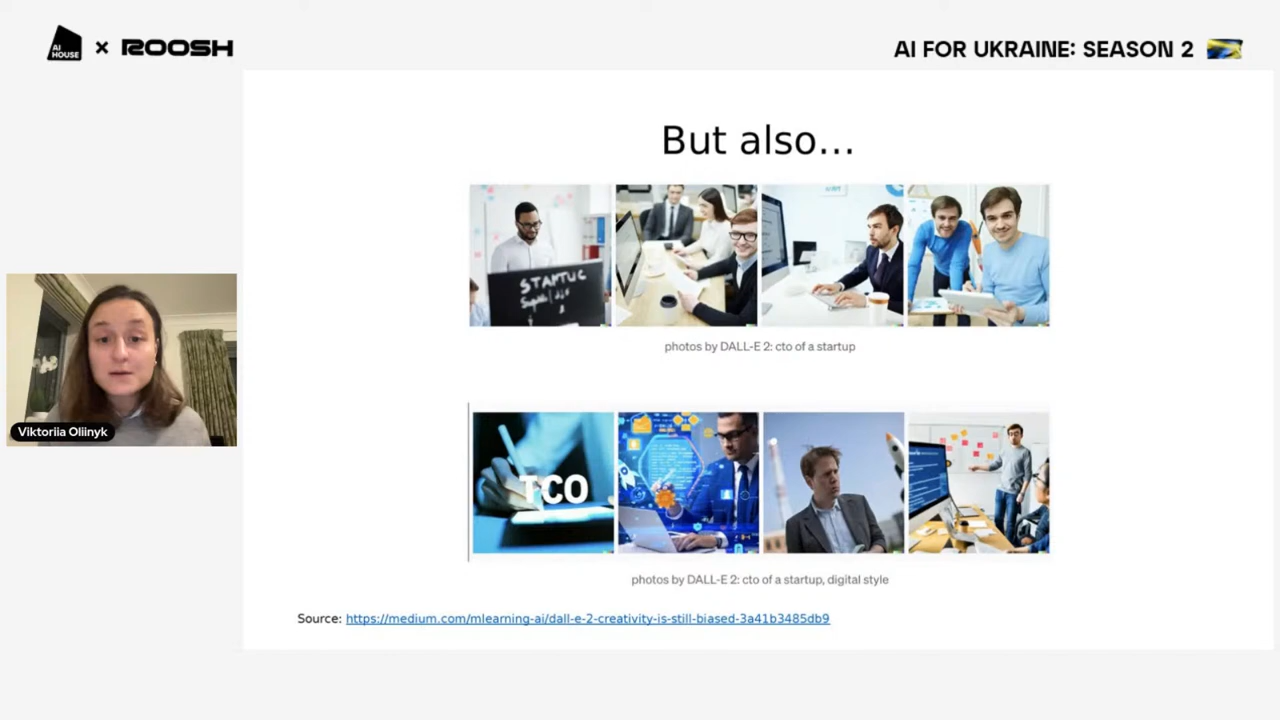 AI HOUSE × ROOSH
AI FOR UKRAINE: SEASON 2
But also...
STARTUC
photos by DALL-E 2: cto of a startup
Viktoriia Oliinyk
TCO
photos by DALL-E 2: cto of a startup, digital style
Source: https://medium.com/mlearning-ai/dall-e-2-creativity-is-still-biased-3a41b3485db9